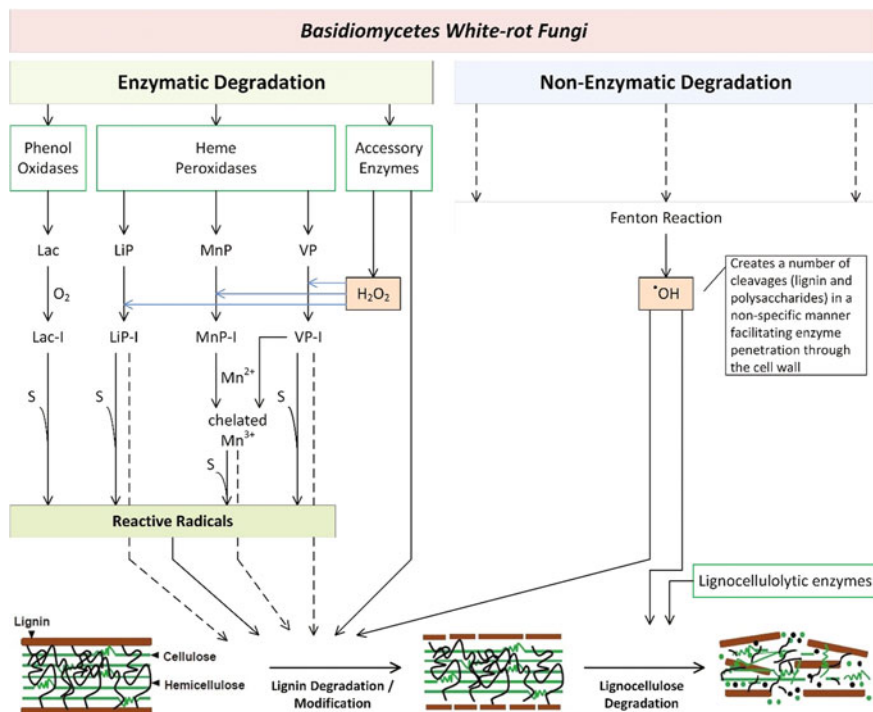 Basidiomycetes White-rot Fungi
Enzymatic Degradation
Non-Enzymatic Degradation
Phenol
Oxidases
Heme
Peroxidases
Accessory
Enzymes
Fenton Reaction
Lac
LiP
MnP
VP
O₂
H₂O₂
•OH
Creates a number of
cleavages (lignin and
polysaccharides) in a
non-specific manner
facilitating enzyme
penetration through
the cell wall
Lac-I
LiP-I
MnP-I
VP-I
Mn²⁺
S
S
chelated
Mn³⁺
S
S
Reactive Radicals
Lignocellulolytic enzymes
Lignin
Cellulose
Hemicellulose
Lignin Degradation /
Modification
Lignocellulose
Degradation